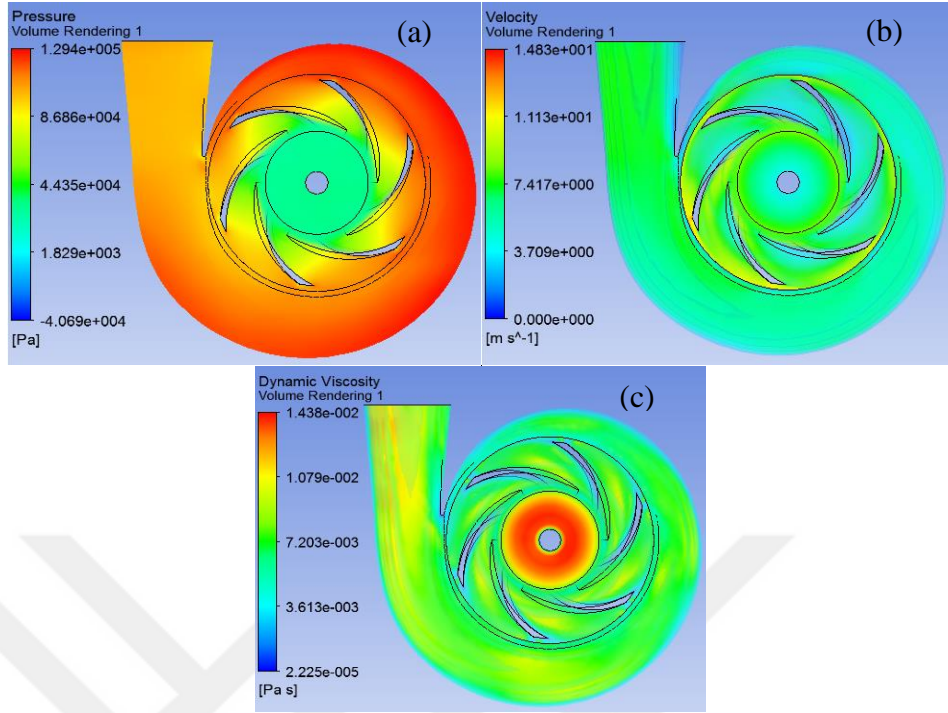 Pressure
Volume Rendering 1
(a)
1.294e+005
8.686e+004
4.435e+004
1.829e+003
-4.069e+004
[Pa]
Velocity
Volume Rendering 1
(b)
1.483e+001
1.113e+001
7.417e+000
3.709e+000
0.000e+000
[m s^-1]
Dynamic Viscosity
Volume Rendering 1
(c)
1.438e-002
1.079e-002
7.203e-003
3.613e-003
2.225e-005
[Pa s]